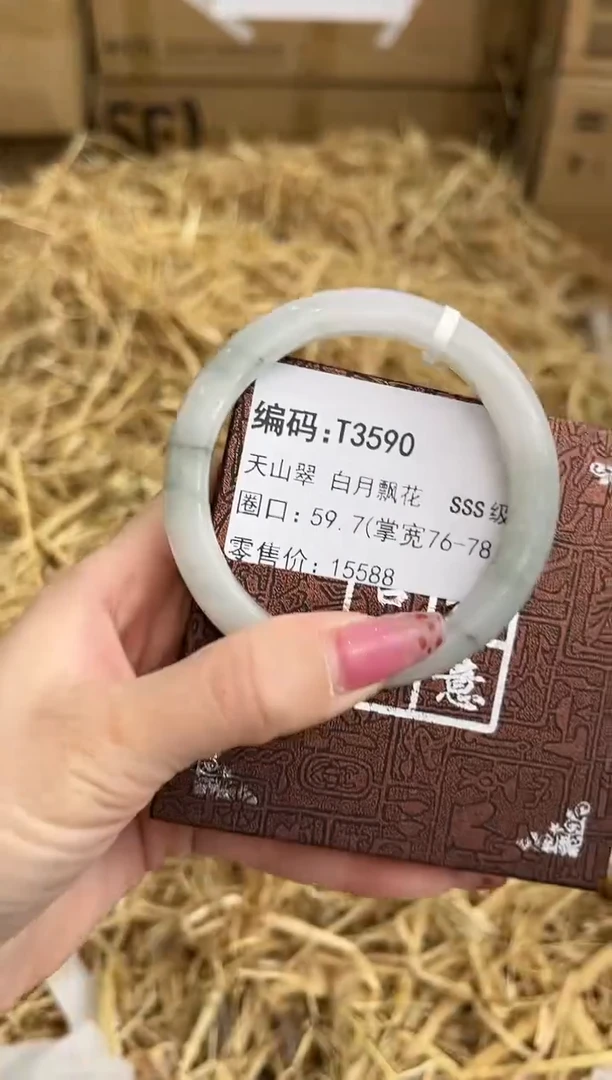 编码:T3590
天山翠 白月飘花 SSS级
圈口: 59.7(掌宽76-78
零售价: 15588
意